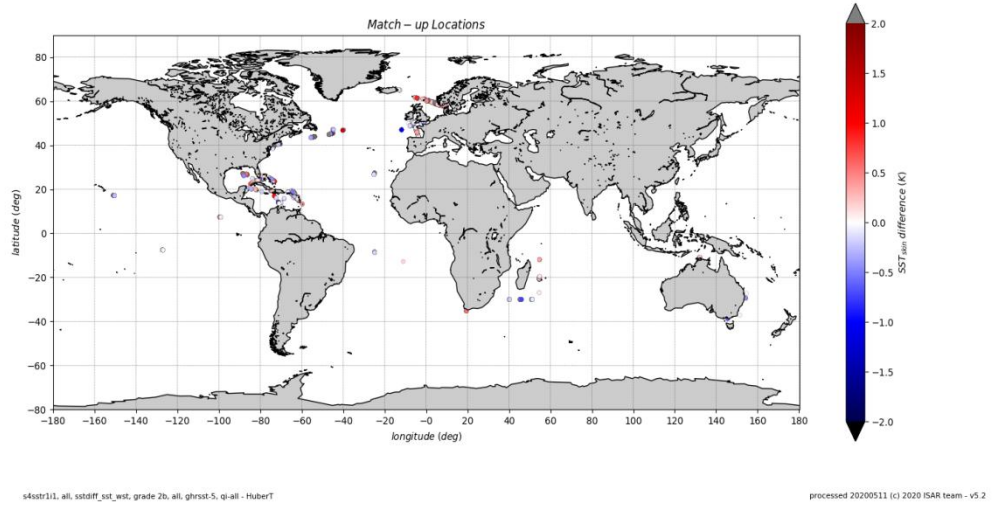 Match − up Locations
80
60
40
20
0
−20
−40
−60
−80
latitude (deg)
−180 −160 −140 −120 −100 −80 −60 −40 −20 0 20 40 60 80 100 120 140 160 180
longitude (deg)
2.0
1.5
1.0
0.5
0.0
−0.5
−1.0
−1.5
−2.0
SSTskin difference (K)
s4sstr1i1, all, sstdiff_sst_wst, grade 2b, all, ghrsst-5, qi-all - HuberT
processed 20200511 (c) 2020 ISAR team - v5.2